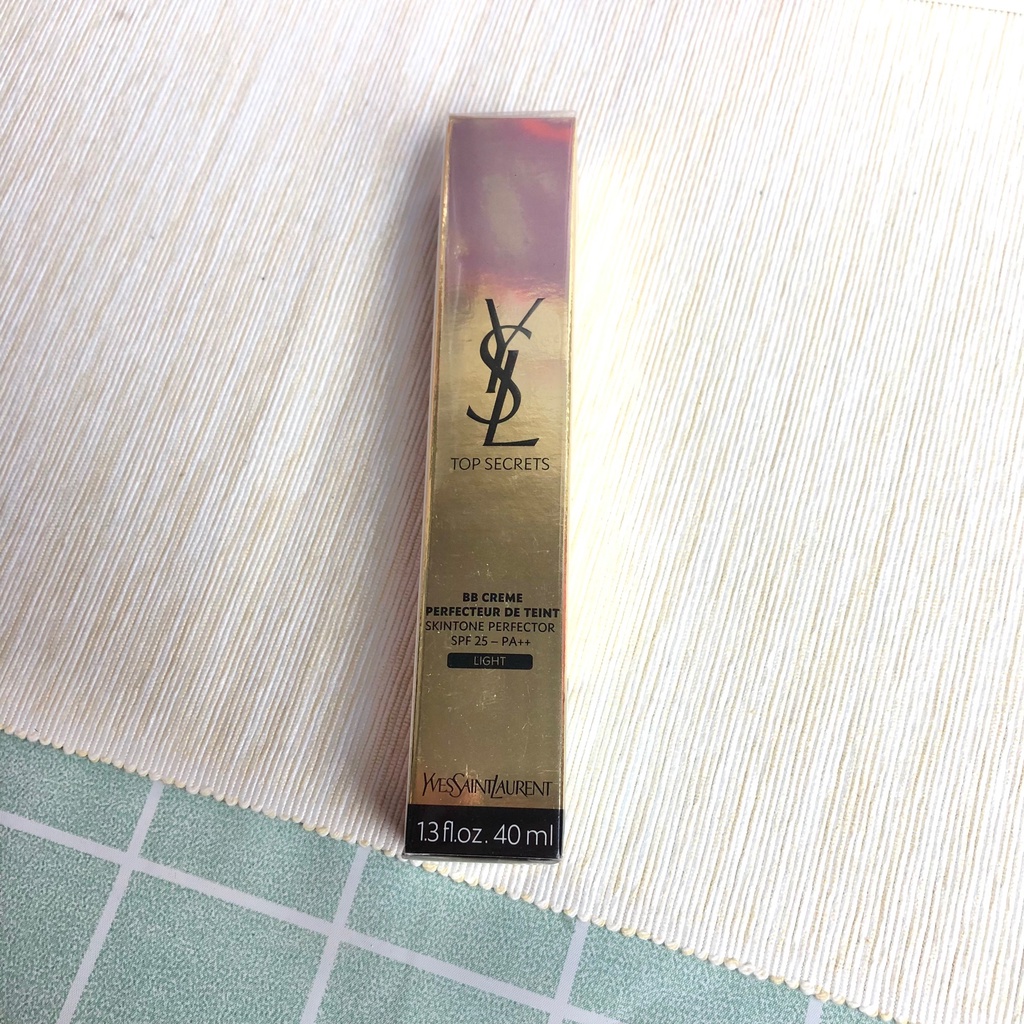 YSL
TOP SECRETS
BB CREME
PERFECTEUR DE TEINT
SKINTONE PERFECTOR
SPF 25 – PA++
LIGHT
YVESSAINTLAURENT
1.3 fl.oz. 40 ml